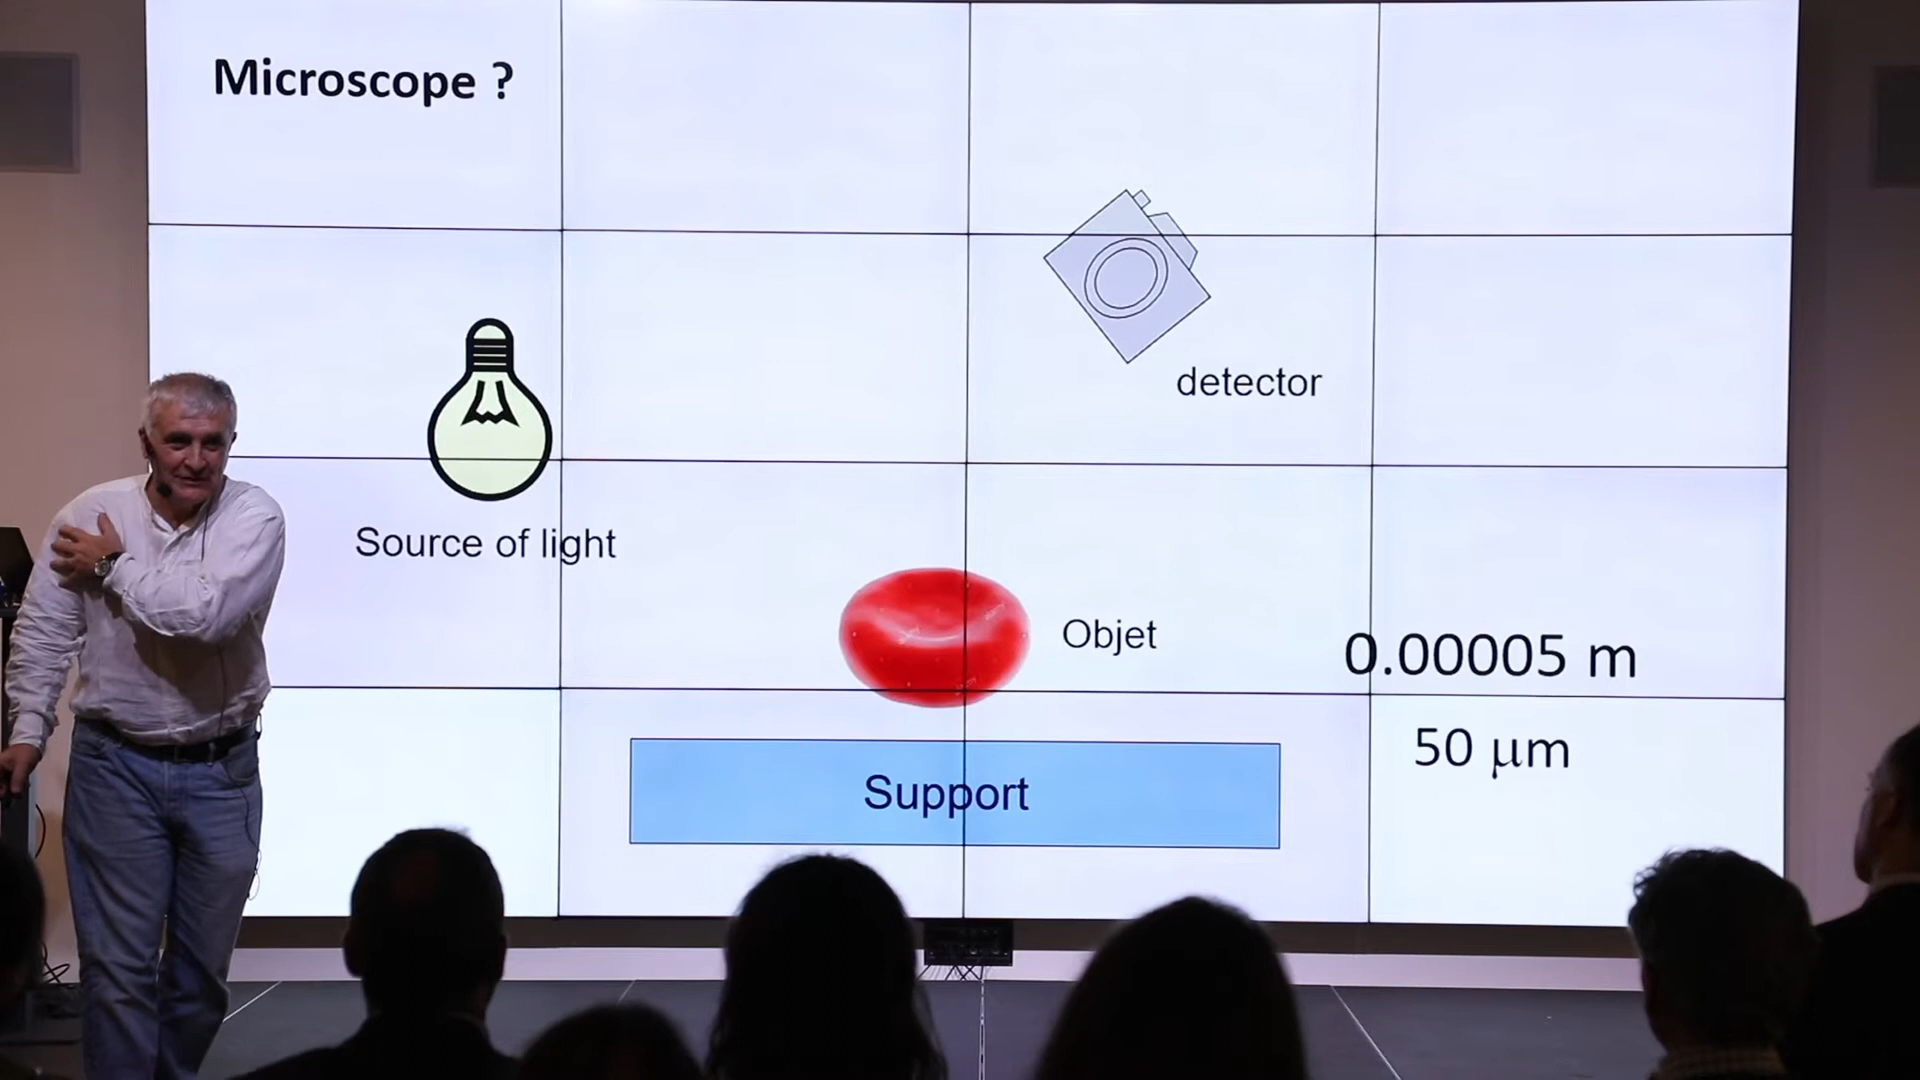 Microscope ?
detector
Source of light
Objet
0.00005 m
50 μm
Support